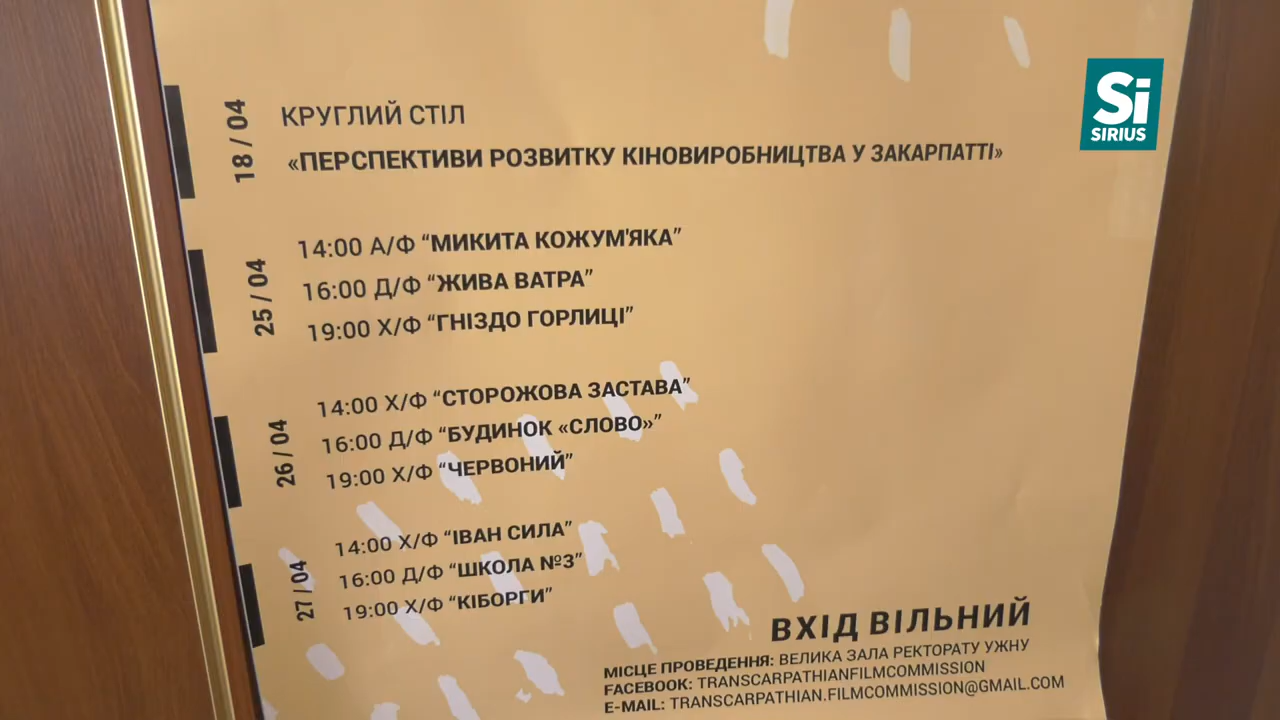 Si
SIRIUS
18 / 04
КРУГЛИЙ СТІЛ
«ПЕРСПЕКТИВИ РОЗВИТКУ КІНОВИРОБНИЦТВА У ЗАКАРПАТТІ»
25 / 04
14:00 А/Ф “МИКИТА КОЖУМ'ЯКА”
16:00 Д/Ф “ЖИВА ВАТРА”
19:00 Х/Ф “ГНІЗДО ГОРЛИЦІ”
26 / 04
14:00 Х/Ф “СТОРОЖОВА ЗАСТАВА”
16:00 Д/Ф “БУДИНОК «СЛОВО»”
19:00 Х/Ф “ЧЕРВОНИЙ”
27 / 04
14:00 Х/Ф “ІВАН СИЛА”
16:00 Д/Ф “ШКОЛА №3”
19:00 Х/Ф “КІБОРГИ”
ВХІД ВІЛЬНИЙ
МІСЦЕ ПРОВЕДЕННЯ: ВЕЛИКА ЗАЛА РЕКТОРАТУ УЖНУ
FACEBOOK: TRANSCARPATHIANFILMCOMMISSION
E-MAIL: TRANSCARPATHIAN.FILMCOMMISSION@GMAIL.COM